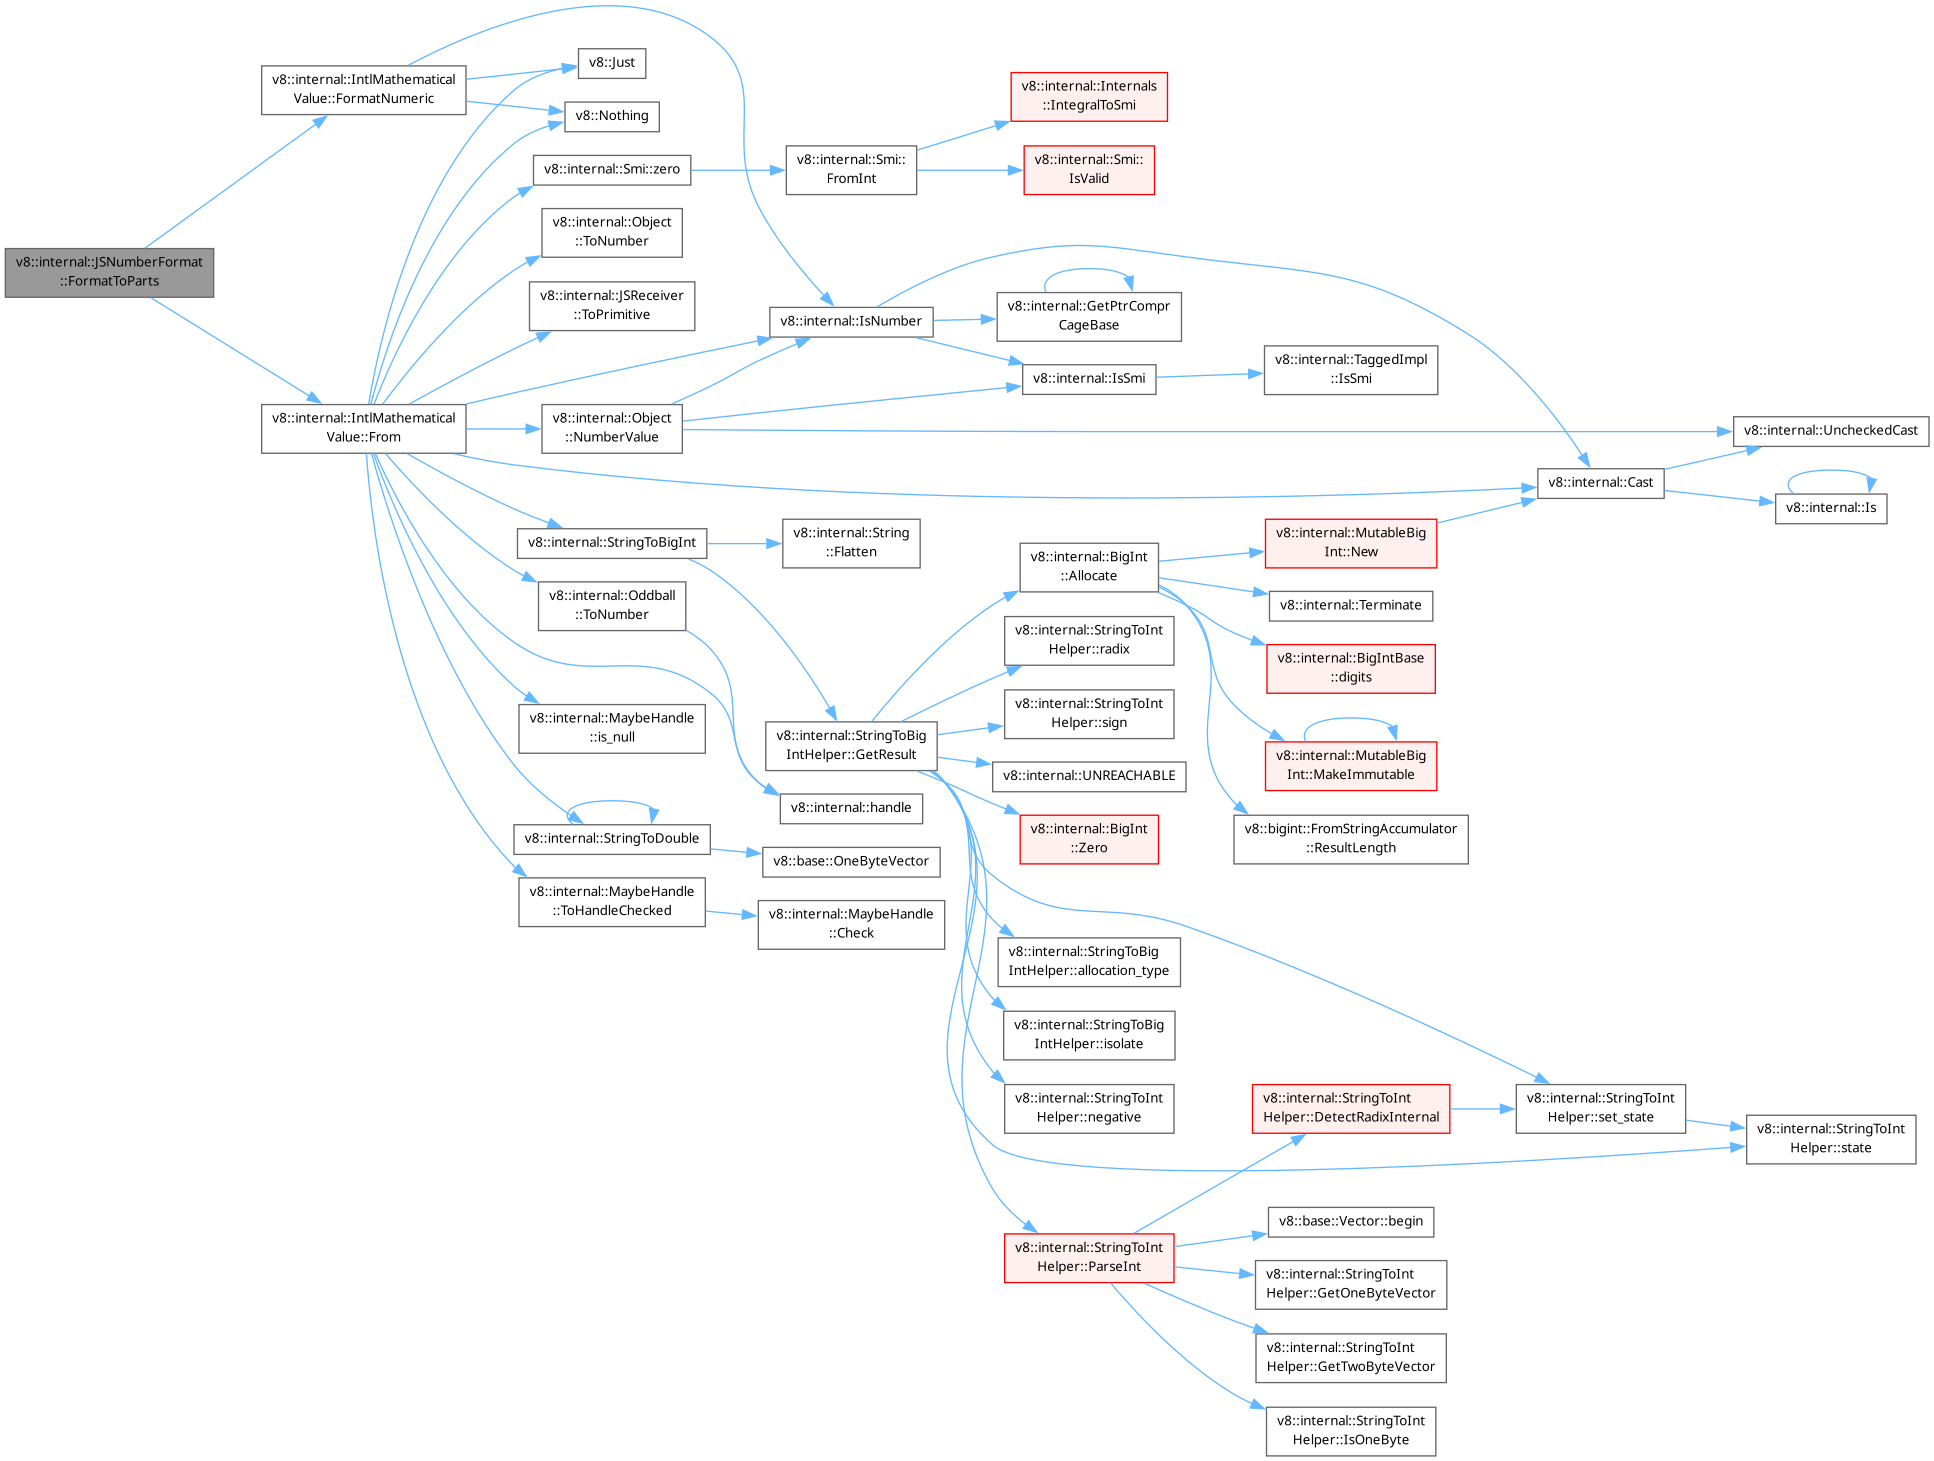 v8::internal::JSNumberFormat
::FormatToParts
v8::internal::IntlMathematical
Value::FormatNumeric
v8::internal::IntlMathematical
Value::From
v8::Just
v8::Nothing
v8::internal::Smi::zero
v8::internal::Object
::ToNumber
v8::internal::JSReceiver
::ToPrimitive
v8::internal::Object
::NumberValue
v8::internal::StringToBigInt
v8::internal::Oddball
::ToNumber
v8::internal::MaybeHandle
::is_null
v8::internal::StringToDouble
v8::internal::MaybeHandle
::ToHandleChecked
v8::internal::Smi::
FromInt
v8::internal::IsNumber
v8::internal::String
::Flatten
v8::internal::StringToBig
IntHelper::GetResult
v8::internal::handle
v8::base::OneByteVector
v8::internal::MaybeHandle
::Check
v8::internal::Internals
::IntegralToSmi
v8::internal::Smi::
IsValid
v8::internal::GetPtrCompr
CageBase
v8::internal::IsSmi
v8::internal::BigInt
::Allocate
v8::internal::StringToInt
Helper::radix
v8::internal::StringToInt
Helper::sign
v8::internal::UNREACHABLE
v8::internal::BigInt
::Zero
v8::internal::StringToBig
IntHelper::allocation_type
v8::internal::StringToBig
IntHelper::isolate
v8::internal::StringToInt
Helper::negative
v8::internal::StringToInt
Helper::ParseInt
v8::internal::TaggedImpl
::IsSmi
v8::internal::MutableBig
Int::New
v8::internal::Terminate
v8::internal::BigIntBase
::digits
v8::internal::MutableBig
Int::MakeImmutable
v8::bigint::FromStringAccumulator
::ResultLength
v8::internal::StringToInt
Helper::DetectRadixInternal
v8::base::Vector::begin
v8::internal::StringToInt
Helper::GetOneByteVector
v8::internal::StringToInt
Helper::GetTwoByteVector
v8::internal::StringToInt
Helper::IsOneByte
v8::internal::Cast
v8::internal::StringToInt
Helper::set_state
v8::internal::UncheckedCast
v8::internal::Is
v8::internal::StringToInt
Helper::state